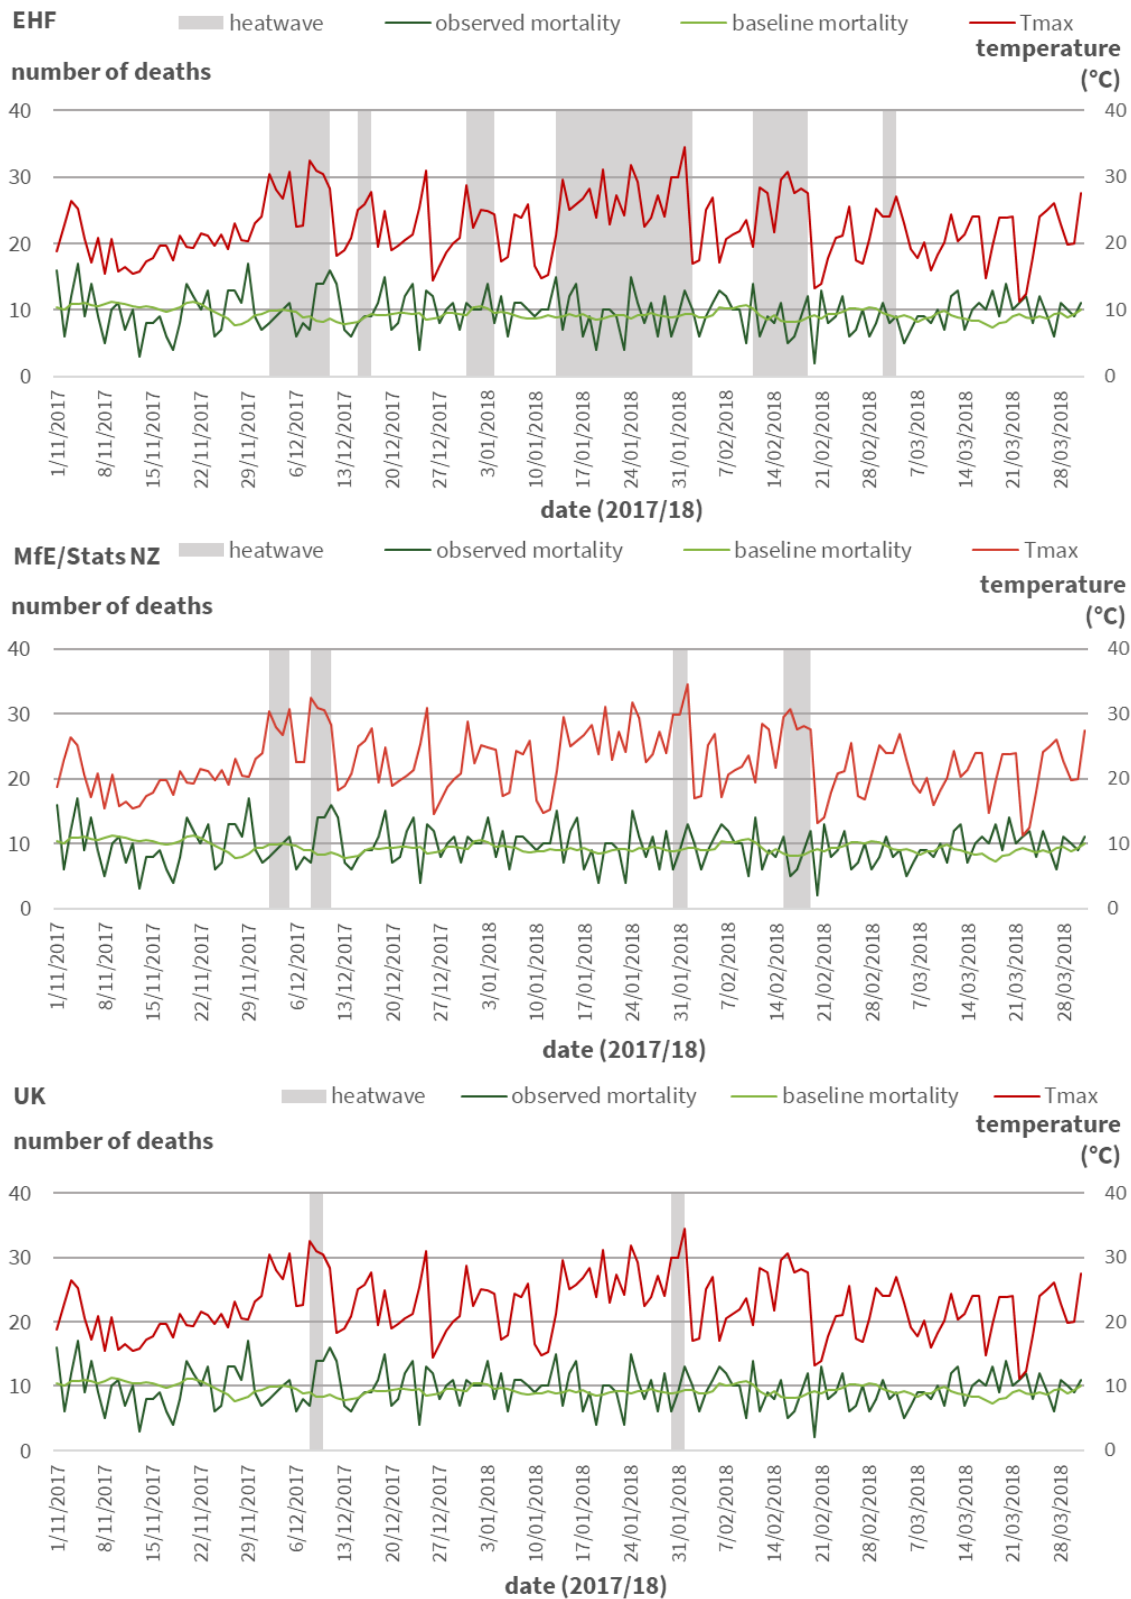 EHF
heatwave observed mortality baseline mortality Tmax
number of deaths
temperature
(°C)
40 40
30 30
20 20
10 10
0 0
1/11/2017 8/11/2017 15/11/2017 22/11/2017 29/11/2017 6/12/2017 13/12/2017 20/12/2017 27/12/2017 3/01/2018 10/01/2018 17/01/2018 24/01/2018 31/01/2018 7/02/2018 14/02/2018 21/02/2018 28/02/2018 7/03/2018 14/03/2018 21/03/2018 28/03/2018
date (2017/18)
MfE/Stats NZ
heatwave observed mortality baseline mortality Tmax
number of deaths
temperature
(°C)
40 40
30 30
20 20
10 10
0 0
1/11/2017 8/11/2017 15/11/2017 22/11/2017 29/11/2017 6/12/2017 13/12/2017 20/12/2017 27/12/2017 3/01/2018 10/01/2018 17/01/2018 24/01/2018 31/01/2018 7/02/2018 14/02/2018 21/02/2018 28/02/2018 7/03/2018 14/03/2018 21/03/2018 28/03/2018
date (2017/18)
UK
heatwave observed mortality baseline mortality Tmax
number of deaths
temperature
(°C)
40 40
30 30
20 20
10 10
0 0
1/11/2017 8/11/2017 15/11/2017 22/11/2017 29/11/2017 6/12/2017 13/12/2017 20/12/2017 27/12/2017 3/01/2018 10/01/2018 17/01/2018 24/01/2018 31/01/2018 7/02/2018 14/02/2018 21/02/2018 28/02/2018 7/03/2018 14/03/2018 21/03/2018 28/03/2018
date (2017/18)